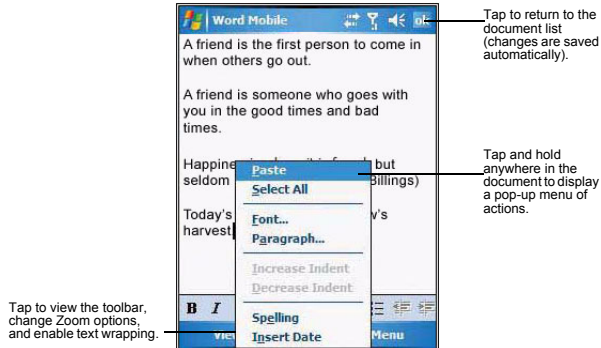 Word Mobile ok
Tap to return to the
document list
(changes are saved
automatically).
A friend is the first person to come in
when others go out.
A friend is someone who goes with
you in the good times and bad
times.
Tap and hold
anywhere in the
document to display
a pop-up menu of
actions.
but
seldom Billings)
Today's
harvest
Paste
Select All
Font...
Paragraph...
Increase Indent
Decrease Indent
Spelling
Insert Date
Tap to view the toolbar,
change Zoom options,
and enable text wrapping.
B I
Menu